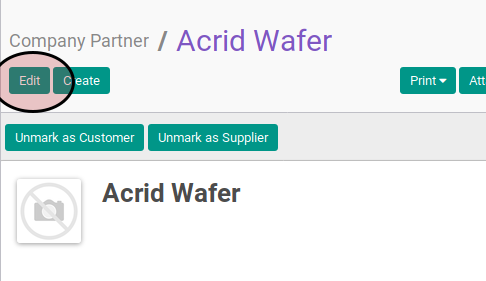 Company Partner / Acrid Wafer
Edit Create Print Att
Unmark as Customer Unmark as Supplier
Acrid Wafer